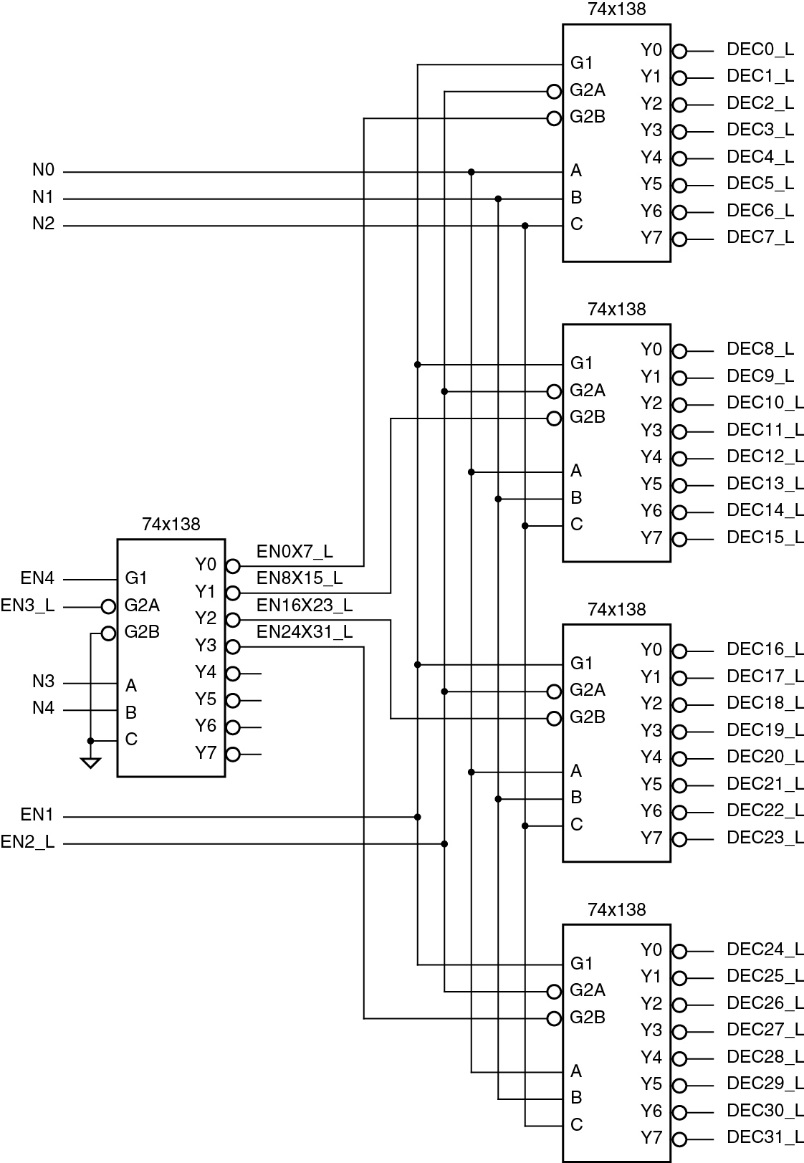 74x138
G1
G2A
G2B
A
B
C
Y0
Y1
Y2
Y3
Y4
Y5
Y6
Y7
DEC0_L
DEC1_L
DEC2_L
DEC3_L
DEC4_L
DEC5_L
DEC6_L
DEC7_L
N0
N1
N2
74x138
G1
G2A
G2B
A
B
C
Y0
Y1
Y2
Y3
Y4
Y5
Y6
Y7
DEC8_L
DEC9_L
DEC10_L
DEC11_L
DEC12_L
DEC13_L
DEC14_L
DEC15_L
74x138
EN4
EN3_L
N3
N4
G1
G2A
G2B
A
B
C
Y0
Y1
Y2
Y3
Y4
Y5
Y6
Y7
EN0X7_L
EN8X15_L
EN16X23_L
EN24X31_L
EN1
EN2_L
74x138
G1
G2A
G2B
A
B
C
Y0
Y1
Y2
Y3
Y4
Y5
Y6
Y7
DEC16_L
DEC17_L
DEC18_L
DEC19_L
DEC20_L
DEC21_L
DEC22_L
DEC23_L
74x138
G1
G2A
G2B
A
B
C
Y0
Y1
Y2
Y3
Y4
Y5
Y6
Y7
DEC24_L
DEC25_L
DEC26_L
DEC27_L
DEC28_L
DEC29_L
DEC30_L
DEC31_L